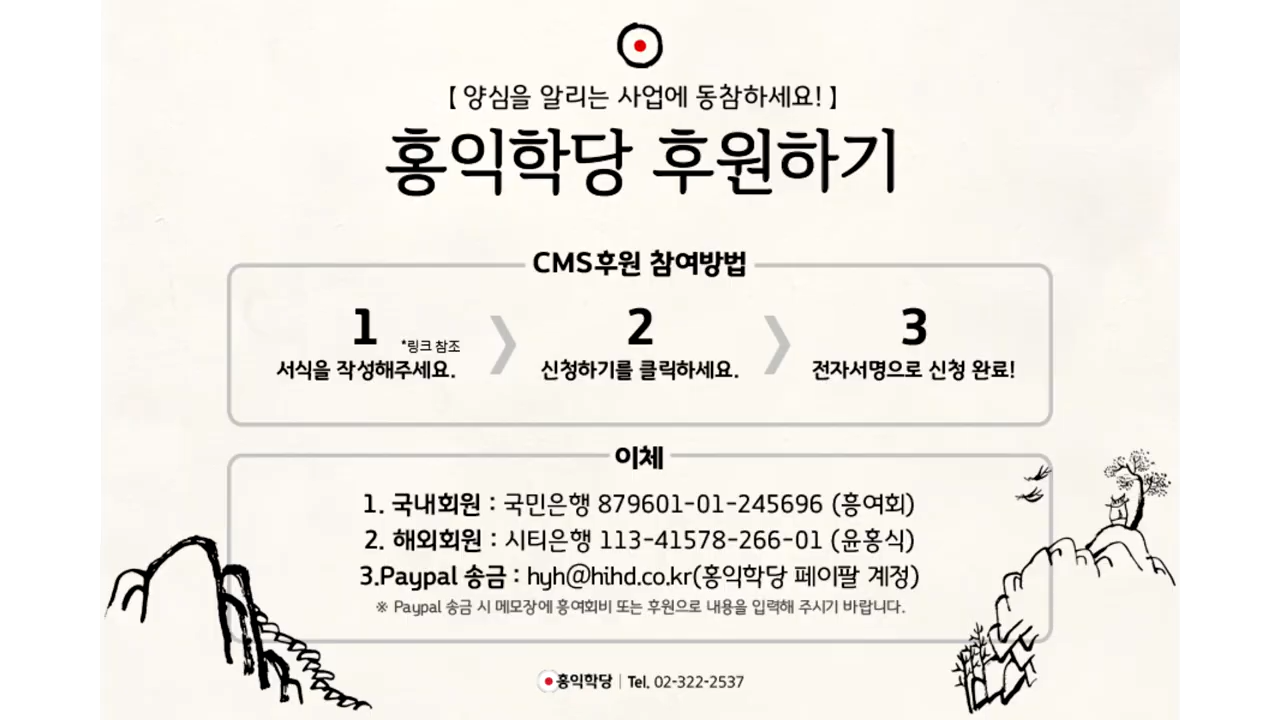 【 양심을 알리는 사업에 동참하세요! 】
홍익학당 후원하기
CMS후원 참여방법
1 *링크 참조
서식을 작성해주세요.
2
신청하기를 클릭하세요.
3
전자서명으로 신청 완료!
이체
1. 국내회원 : 국민은행 879601-01-245696 (흥여회)
2. 해외회원 : 시티은행 113-41578-266-01 (윤홍식)
3.Paypal 송금 : hyh@hihd.co.kr(홍익학당 페이팔 계정)
※ Paypal 송금 시 메모장에 흥여회비 또는 후원으로 내용을 입력해 주시기 바랍니다.
홍익학당 | Tel. 02-322-2537